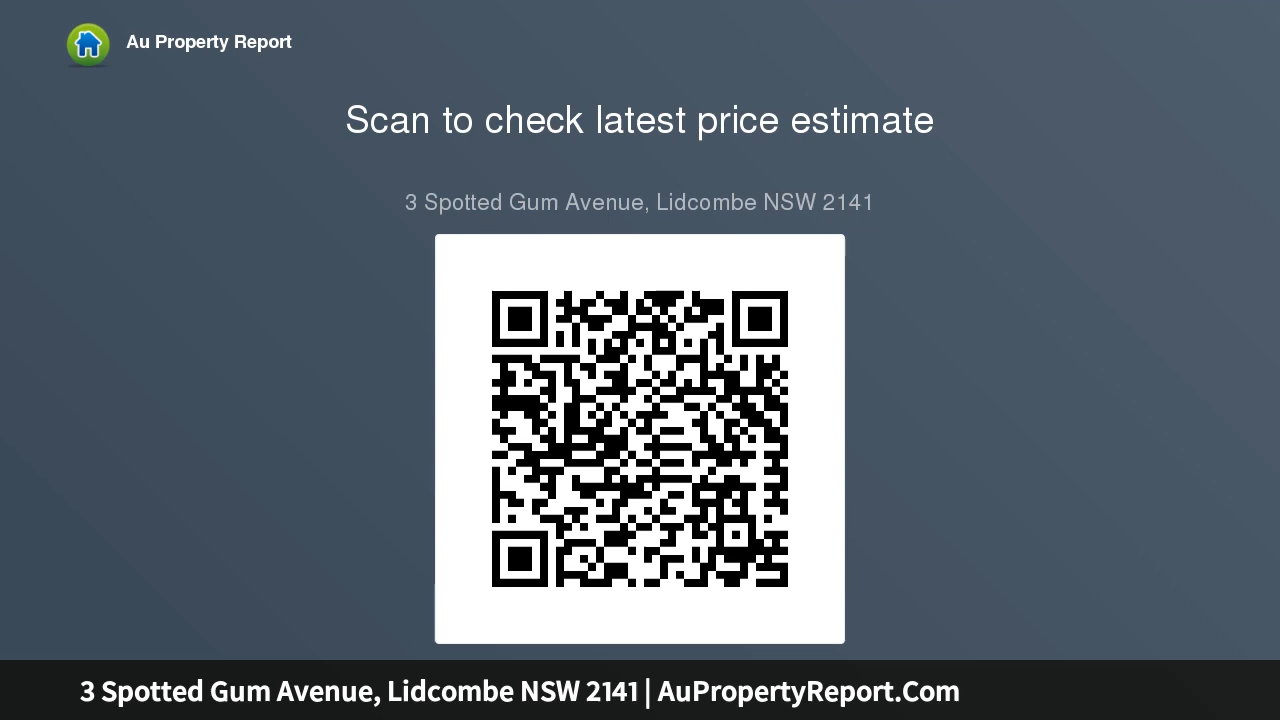 Au Property Report
Scan to check latest price estimate
3 Spotted Gum Avenue, Lidcombe NSW 2141
3 Spotted Gum Avenue, Lidcombe NSW 2141 | AuPropertyReport.Com